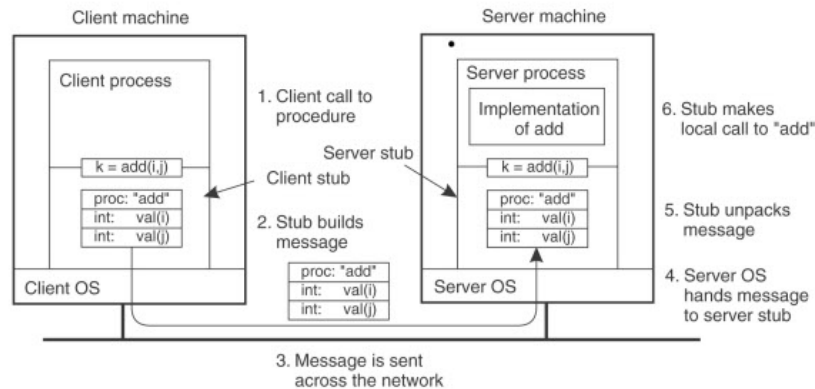 Client machine
Server machine
Client process
1. Client call to
procedure
Server process
Implementation
of add
6. Stub makes
local call to "add"
Server stub
k = add(i,j)
k = add(i,j)
Client stub
proc: "add"
int: val(i)
int: val(j)
2. Stub builds
message
proc: "add"
int: val(i)
int: val(j)
5. Stub unpacks
message
proc: "add"
int: val(i)
int: val(j)
Client OS
Server OS
4. Server OS
hands message
to server stub
3. Message is sent
across the network